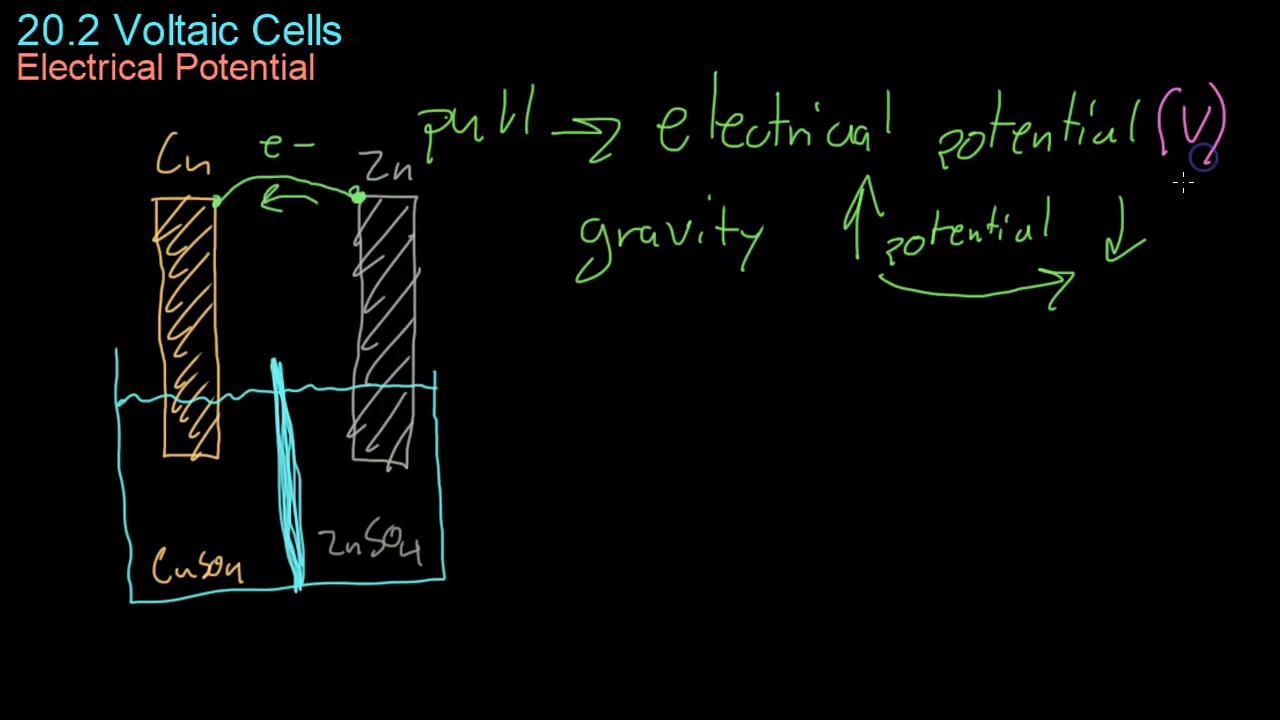 20.2 Voltaic Cells
Electrical Potential
pull → electrical potential (V)
Cu e- Zn
gravity ↑ potential ↓
ZnSO4
CuSO4